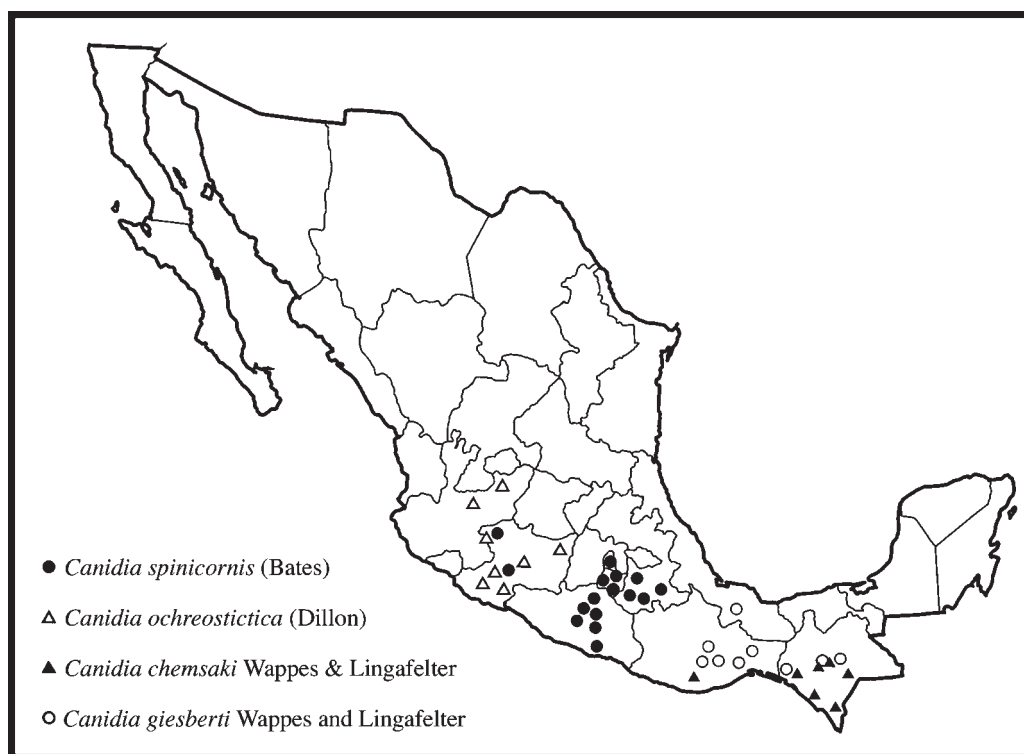 Canidia spinicornis (Bates)
Canidia ochreostictica (Dillon)
Canidia chemsaki Wappes & Lingafelter
Canidia giesberti Wappes and Lingafelter